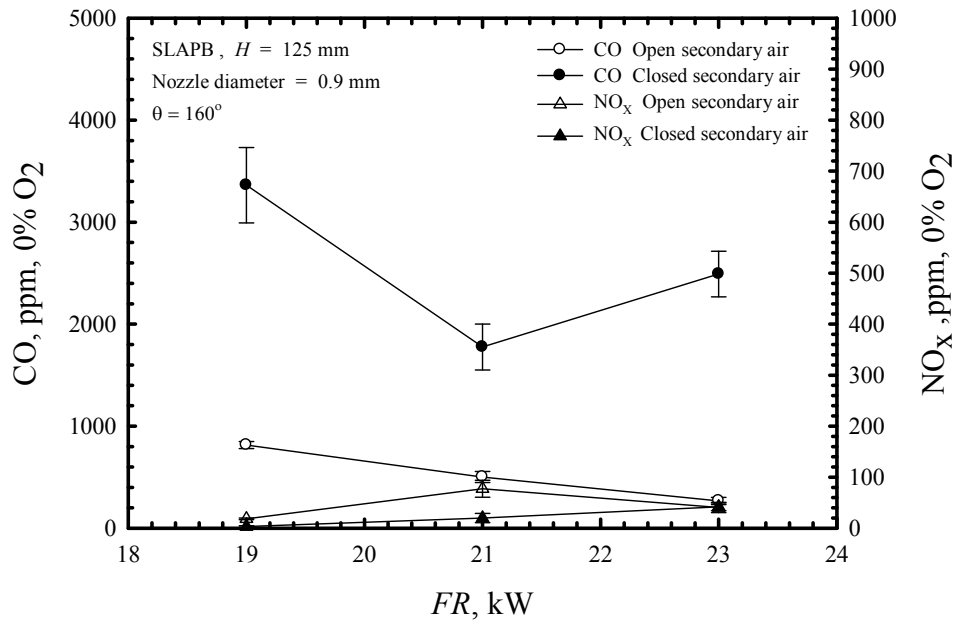 SLAPB , H = 125 mm
Nozzle diameter = 0.9 mm
θ = 160°
CO Open secondary air
CO Closed secondary air
NOX Open secondary air
NOX Closed secondary air
CO, ppm, 0% O2
5000
4000
3000
2000
1000
0
NOX ,ppm, 0% O2
1000
900
800
700
600
500
400
300
200
100
0
18
19
20
21
22
23
24
FR, kW